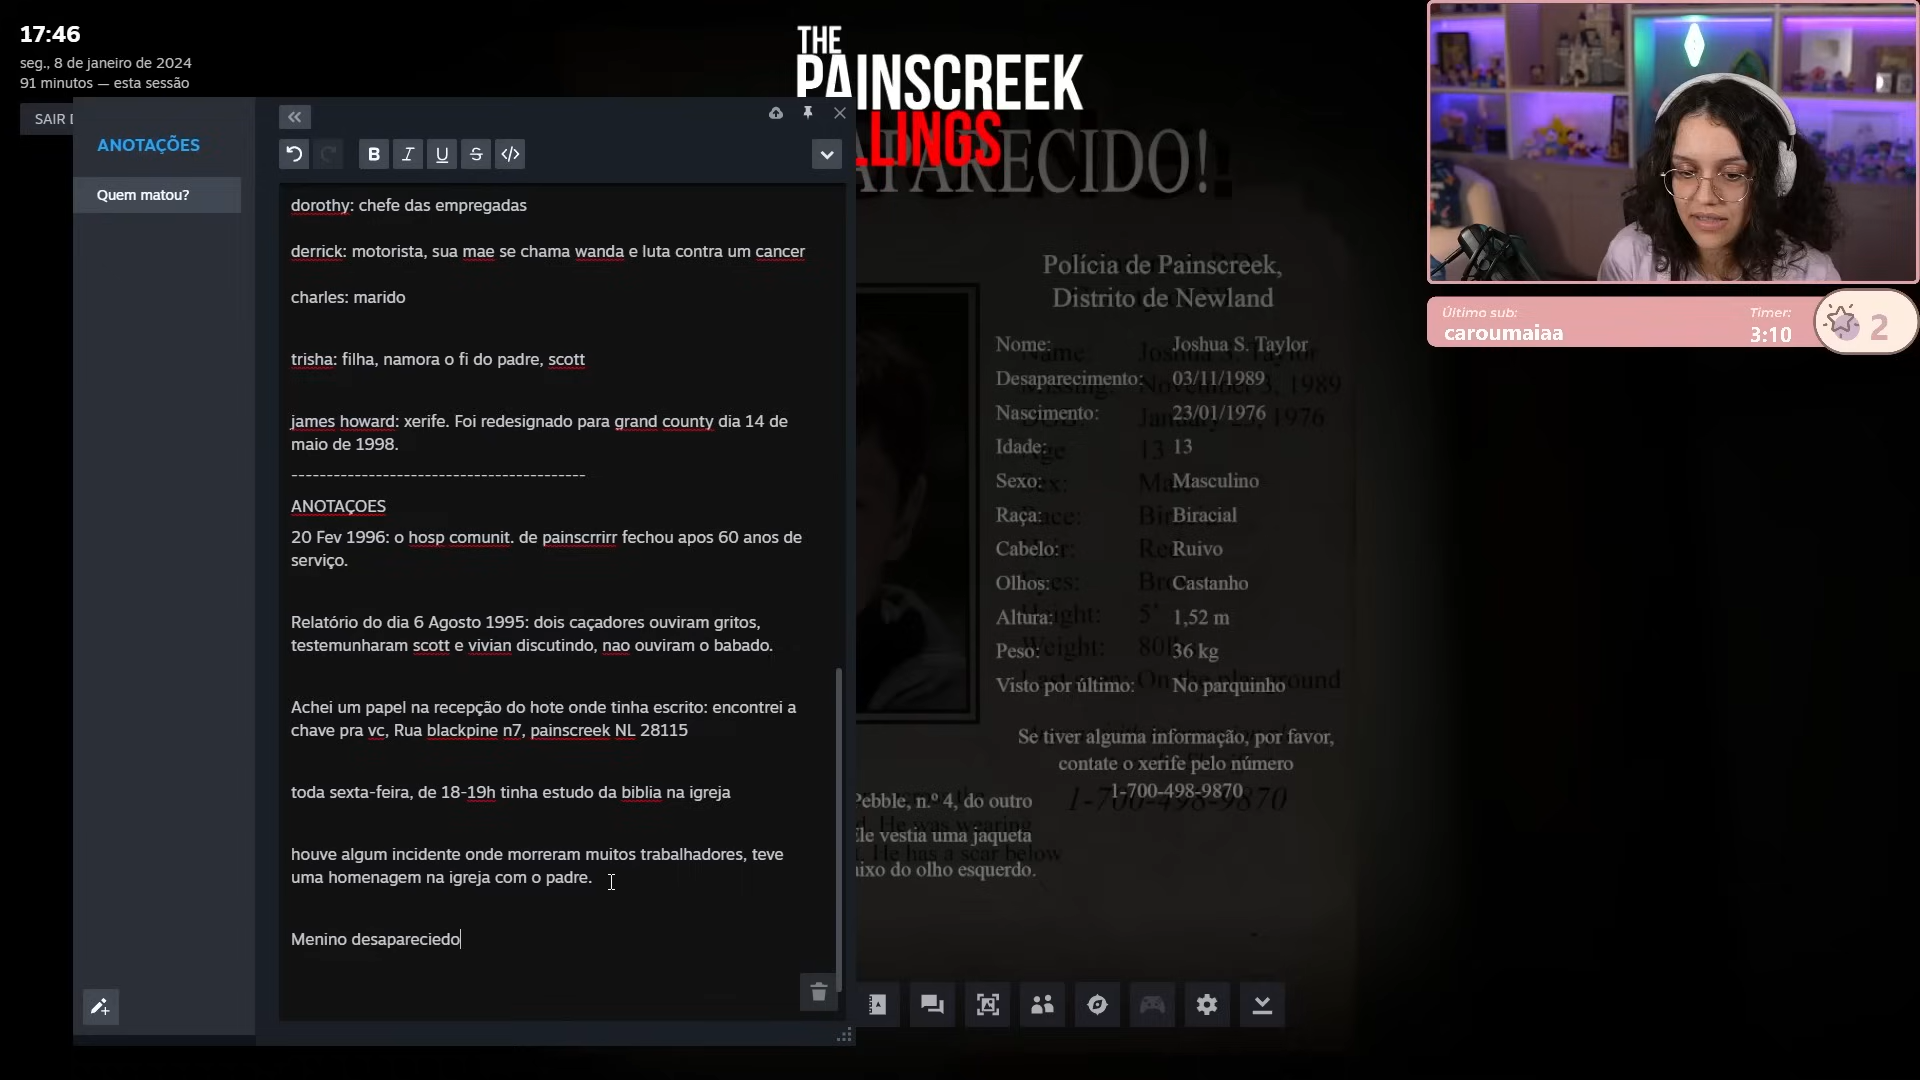 17:46
seg., 8 de janeiro de 2024
91 minutos — esta sessão
SAIR
ANOTAÇÕES
Quem matou?
dorothy: chefe das empregadas
derrick: motorista, sua mae se chama wanda e luta contra um cancer
charles: marido
trisha: filha, namora o fi do padre, scott
james howard: xerife. Foi redesignado para grand county dia 14 de
maio de 1998.
------------------------------------------
ANOTAÇOES
20 Fev 1996: o hosp comunit. de painscrrirr fechou apos 60 anos de
serviço.
Relatório do dia 6 Agosto 1995: dois caçadores ouviram gritos,
testemunharam scott e vivian discutindo, nao ouviram o babado.
Achei um papel na recepção do hote onde tinha escrito: encontrei a
chave pra vc, Rua blackpine n7, painscreek NL 28115
toda sexta-feira, de 18-19h tinha estudo da biblia na igreja
houve algum incidente onde morreram muitos trabalhadores, teve
uma homenagem na igreja com o padre.
Menino desapareciedo
THE
PAINSCREEK
LLINGS
APARECIDO!
Polícia de Painscreek,
Distrito de Newland
Nome: Joshua S. Taylor
Desaparecimento: 03/11/1989
Nascimento: 23/01/1976
Idade: 13
Sexo: Masculino
Raça: Biracial
Cabelo: Ruivo
Olhos: Castanho
Altura: 1,52 m
Peso: 36 kg
Visto por último: No parquinho
Se tiver alguma informação, por favor,
contate o xerife pelo número
1-700-498-9870
1-700-498-9870
Pebble, n.º 4, do outro
Ele vestia uma jaqueta
aixo do olho esquerdo.
Último sub:
caroumaiaa
Timer:
3:10
2